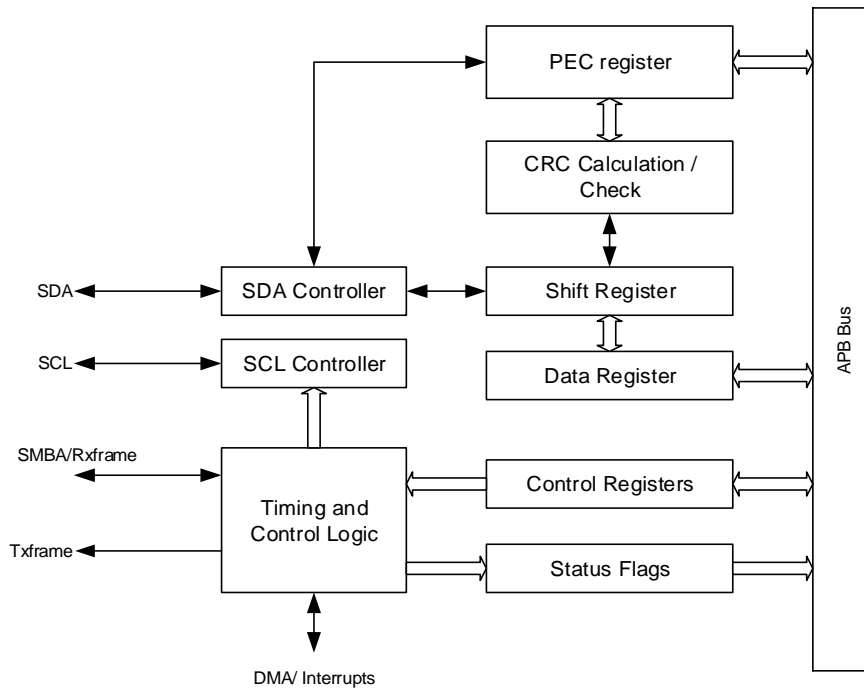 PEC register
CRC Calculation /
Check
SDA
SDA Controller
Shift Register
SCL
SCL Controller
Data Register
APB Bus
SMBA/Rxframe
Timing and
Control Logic
Control Registers
Txframe
Status Flags
DMA/ Interrupts